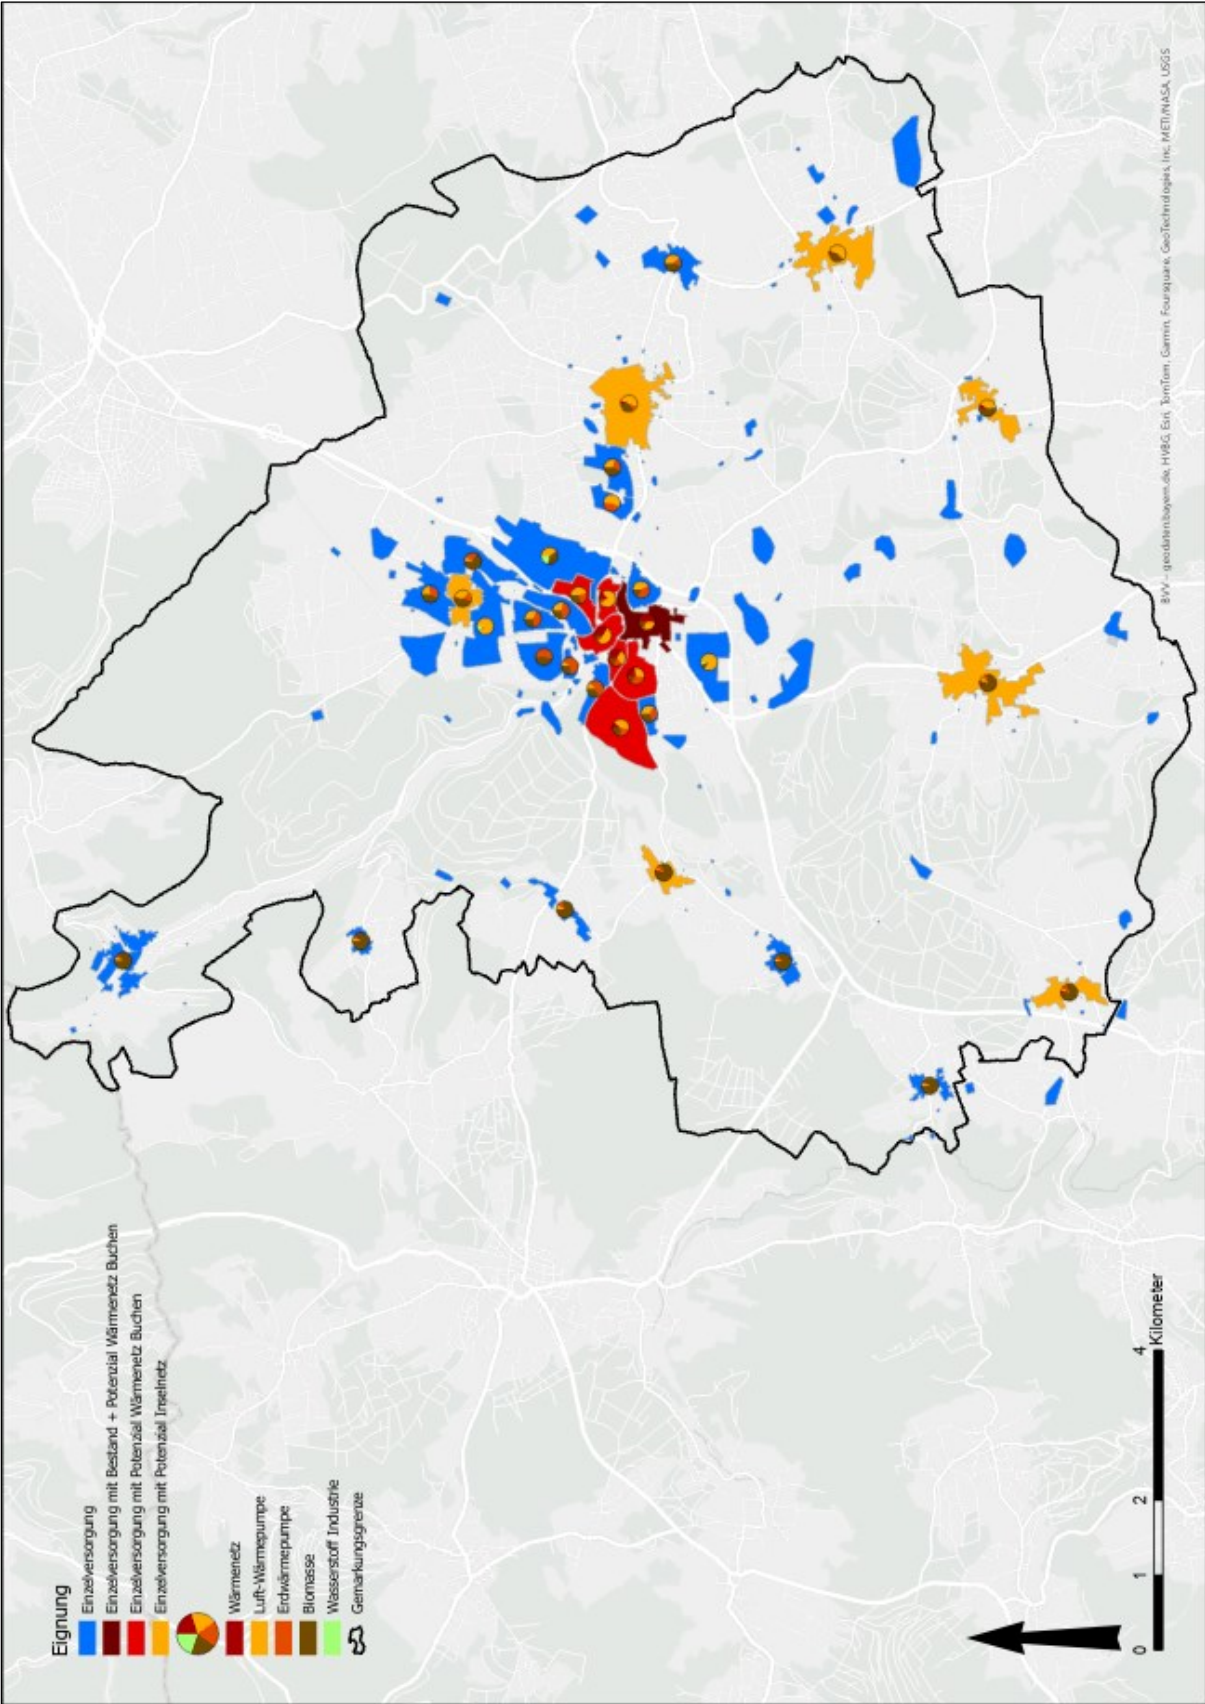 Eignung
Einzelversorgung
Einzelversorgung mit Bestand + Potenzial Wärmenetz Buchen
Einzelversorgung mit Potenzial Wärmenetz Buchen
Einzelversorgung mit Potenzial Inselnetz
Wärmenetz
Luft-Wärmepumpe
Erdwärmepumpe
Biomasse
Wasserstoff Industrie
Gemarkungsgrenze
0 1 2 4
Kilometer
BVV – geodaten.bayern.de, HVBG, Esri, TomTom, Garmin, Foursquare, GeoTechnologies, Inc, METI/NASA, USGS